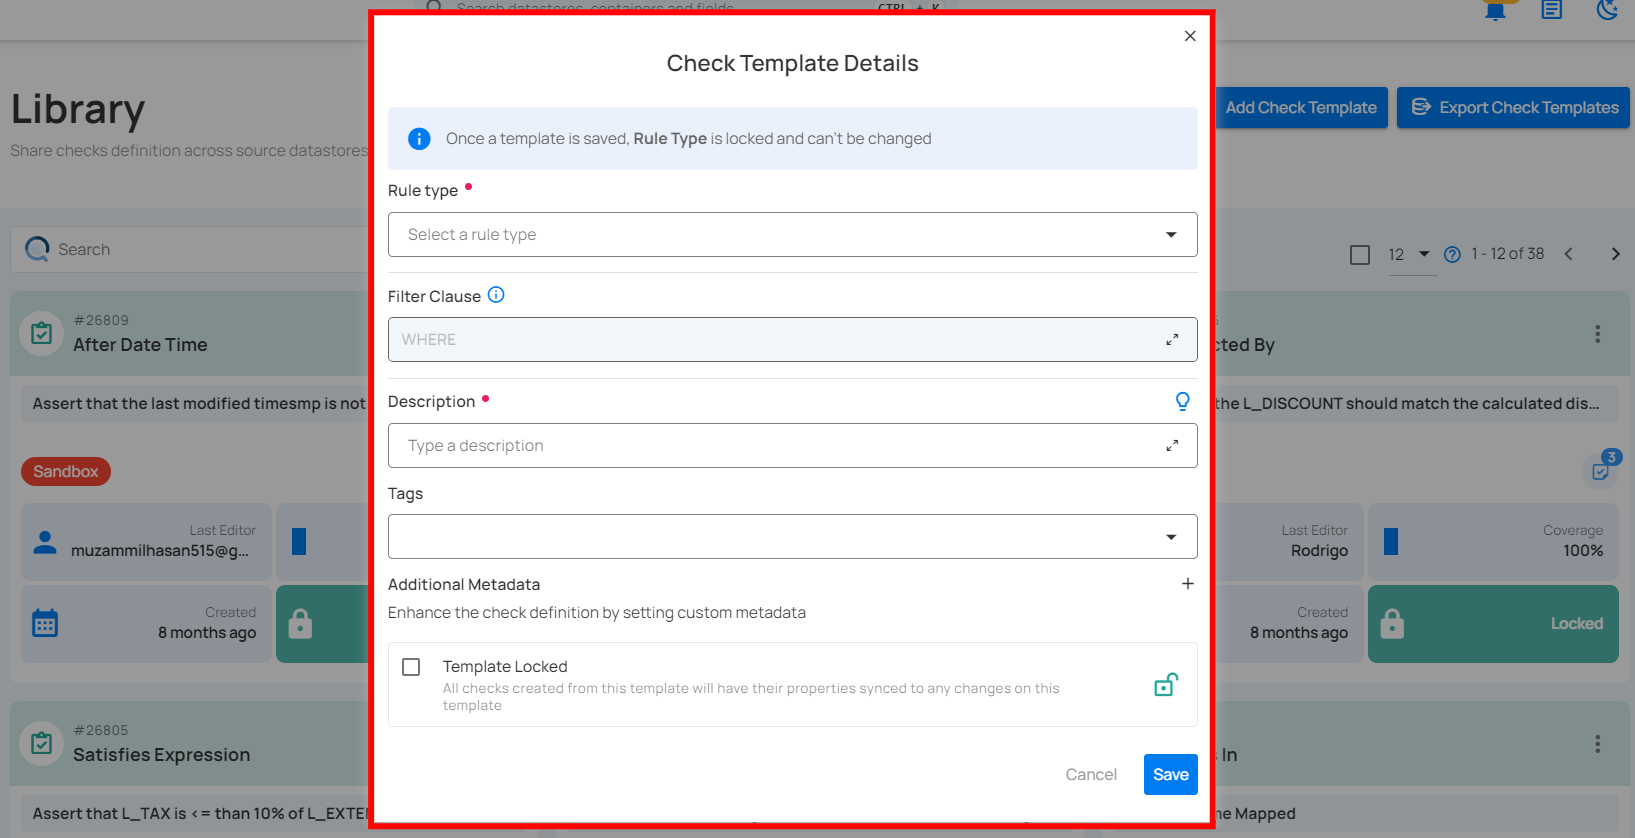 Search datastores, containers and fields
CTRL + K
Library
Share checks definition across source datastores
Add Check Template
Export Check Templates
Search
12
1 - 12 of 38
#26809
After Date Time
Assert that the last modified timesmp is not
Sandbox
Last Editor
muzammilhasan515@g...
Created
8 months ago
#26805
Satisfies Expression
Assert that L_TAX is <= than 10% of L_EXTE
Check Template Details
Once a template is saved, Rule Type is locked and can't be changed
Rule type
Select a rule type
Filter Clause
WHERE
Description
Type a description
Tags
Additional Metadata
Enhance the check definition by setting custom metadata
Template Locked
All checks created from this template will have their properties synced to any changes on this
template
Cancel
Save
cted By
the L_DISCOUNT should match the calculated dis...
3
Last Editor
Rodrigo
Coverage
100%
Created
8 months ago
Locked
In
Mapped